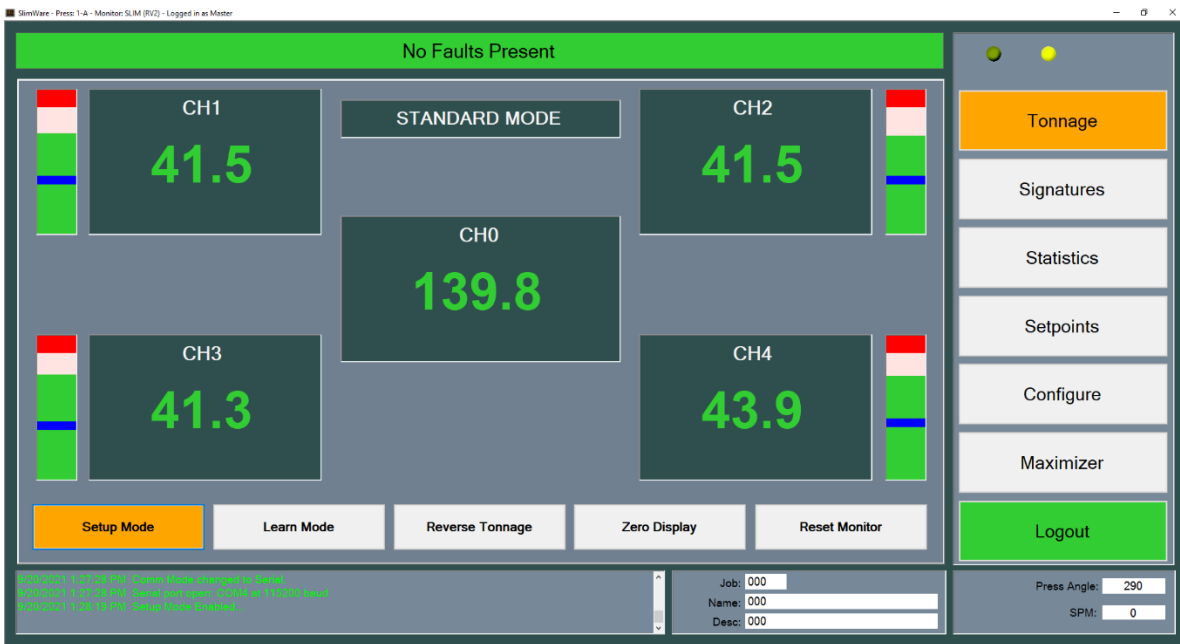 SlimWare - Press: 1-A - Monitor: SLIM (RV2) - Logged in as Master
No Faults Present
CH1
41.5
STANDARD MODE
CH2
41.5
CH0
139.8
CH3
41.3
CH4
43.9
Setup Mode
Learn Mode
Reverse Tonnage
Zero Display
Reset Monitor
Tonnage
Signatures
Statistics
Setpoints
Configure
Maximizer
Logout
9/20/2021 1:27:28 PM: Comm Mode changed to Serial
9/20/2021 1:27:28 PM: Serial port open: COM4 at 115200 baud
9/20/2021 1:28:19 PM: Setup Mode Enabled...
Job: 000
Name: 000
Desc: 000
Press Angle: 290
SPM: 0